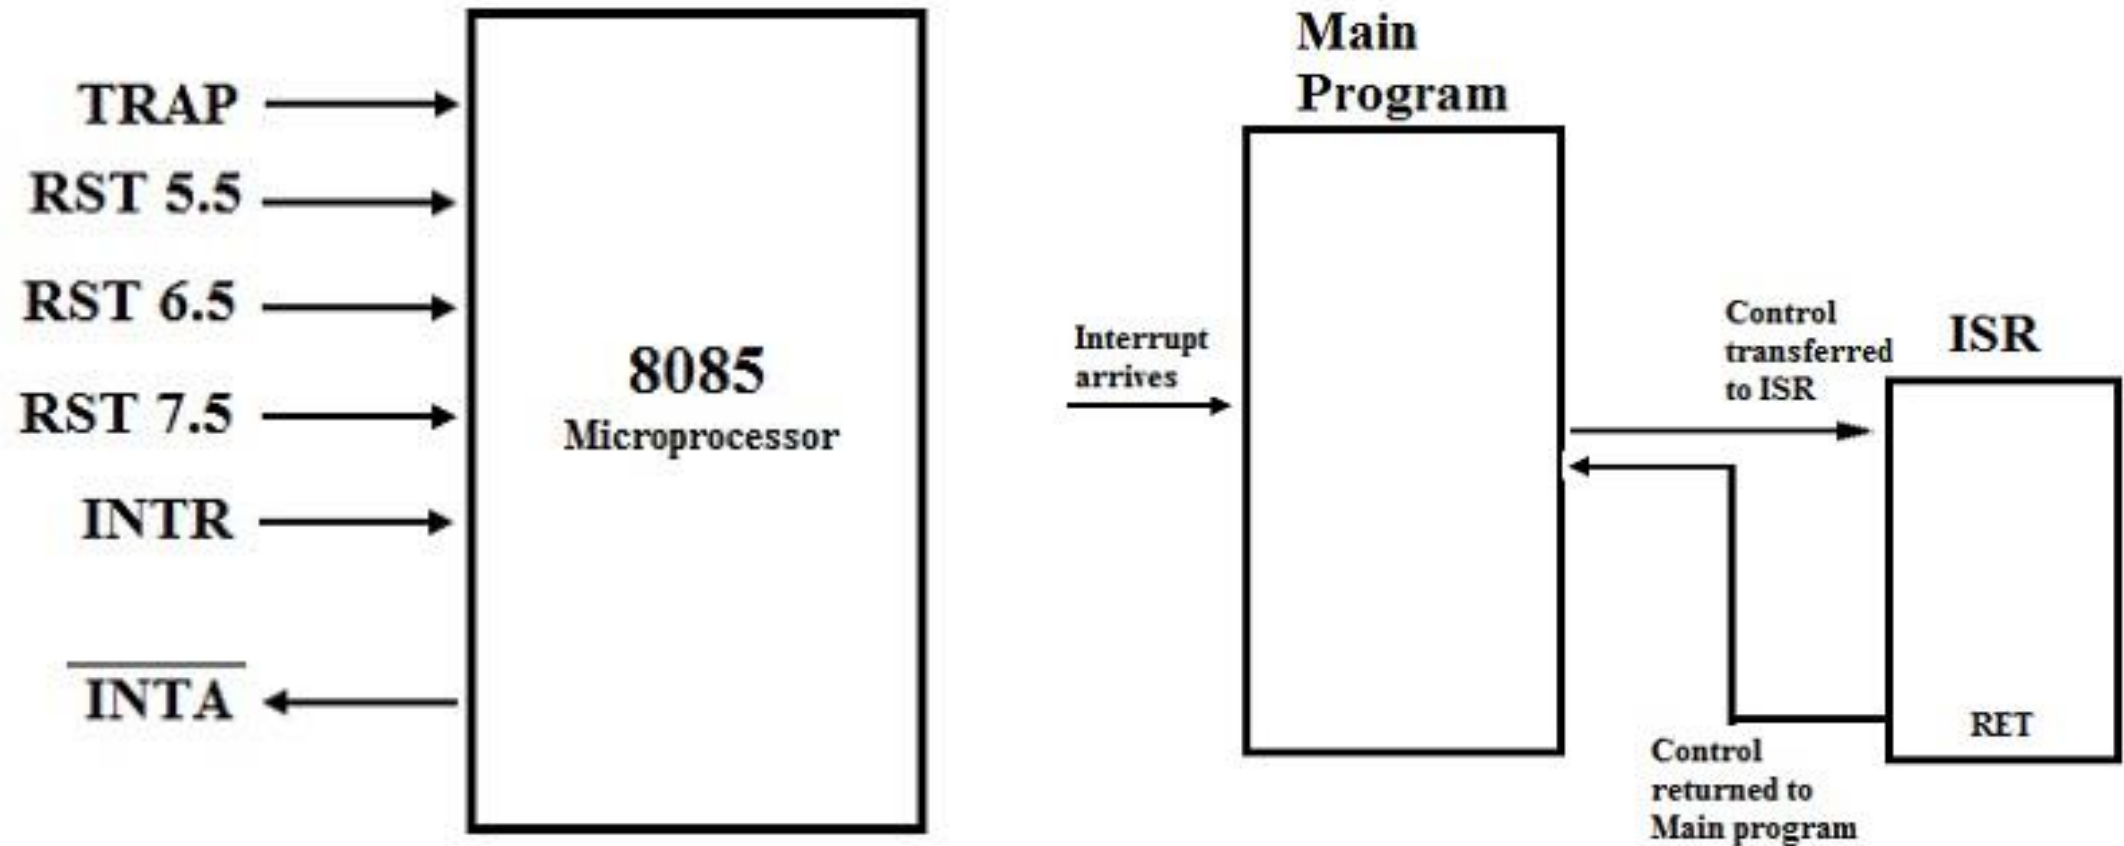 TRAP
RST 5.5
RST 6.5
RST 7.5
INTR
INTA
8085
Microprocessor
Main
Program
Interrupt
arrives
Control
transferred
to ISR
ISR
RET
Control
returned to
Main program